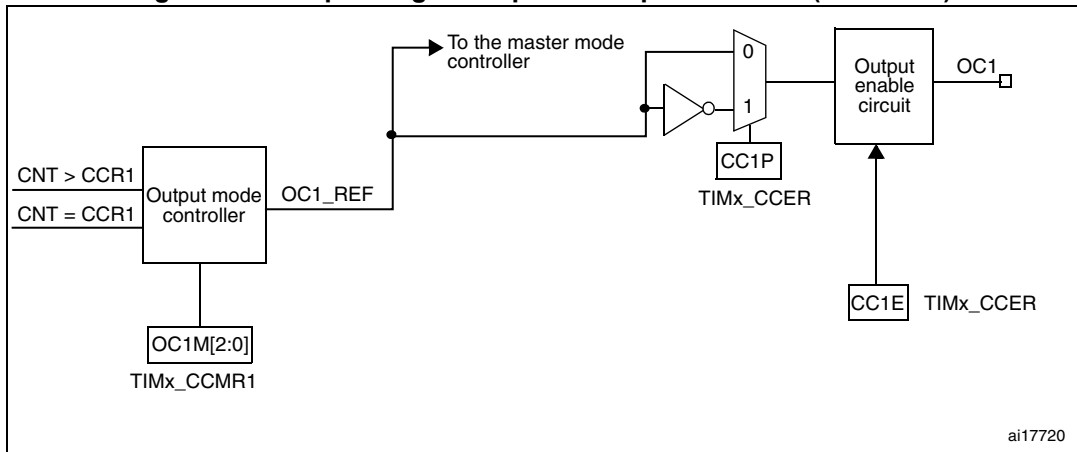 To the master mode
controller
0
1
Output
enable
circuit
OC1
CC1P
TIMx_CCER
CNT > CCR1
CNT = CCR1
Output mode
controller
OC1_REF
CC1E
TIMx_CCER
OC1M[2:0]
TIMx_CCMR1
ai17720